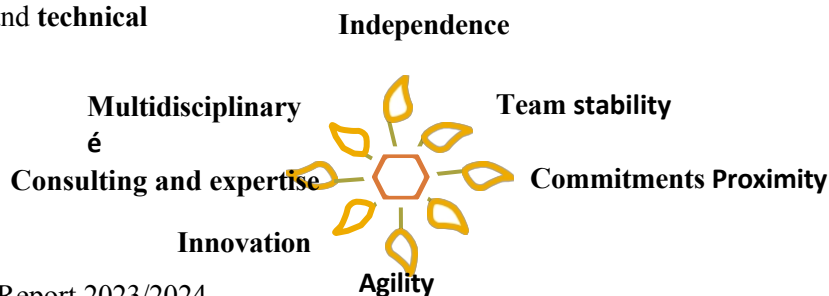 nd technical
Independence
Multidisciplinary
é
Team stability
Consulting and expertise
Commitments Proximity
Innovation
Agility
Report 2023/2024